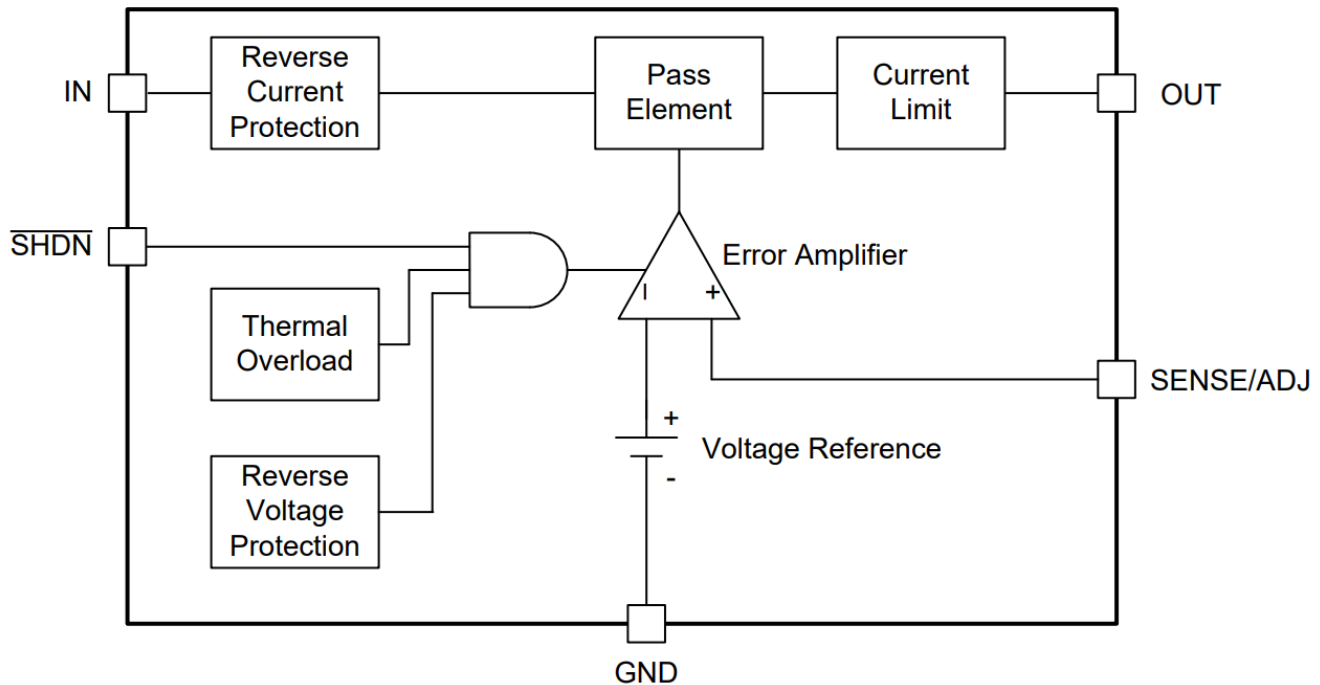 IN
Reverse
Current
Protection
Pass
Element
Current
Limit
OUT
SHDN
Error Amplifier
- +
Thermal
Overload
SENSE/ADJ
+
Voltage Reference
-
Reverse
Voltage
Protection
GND